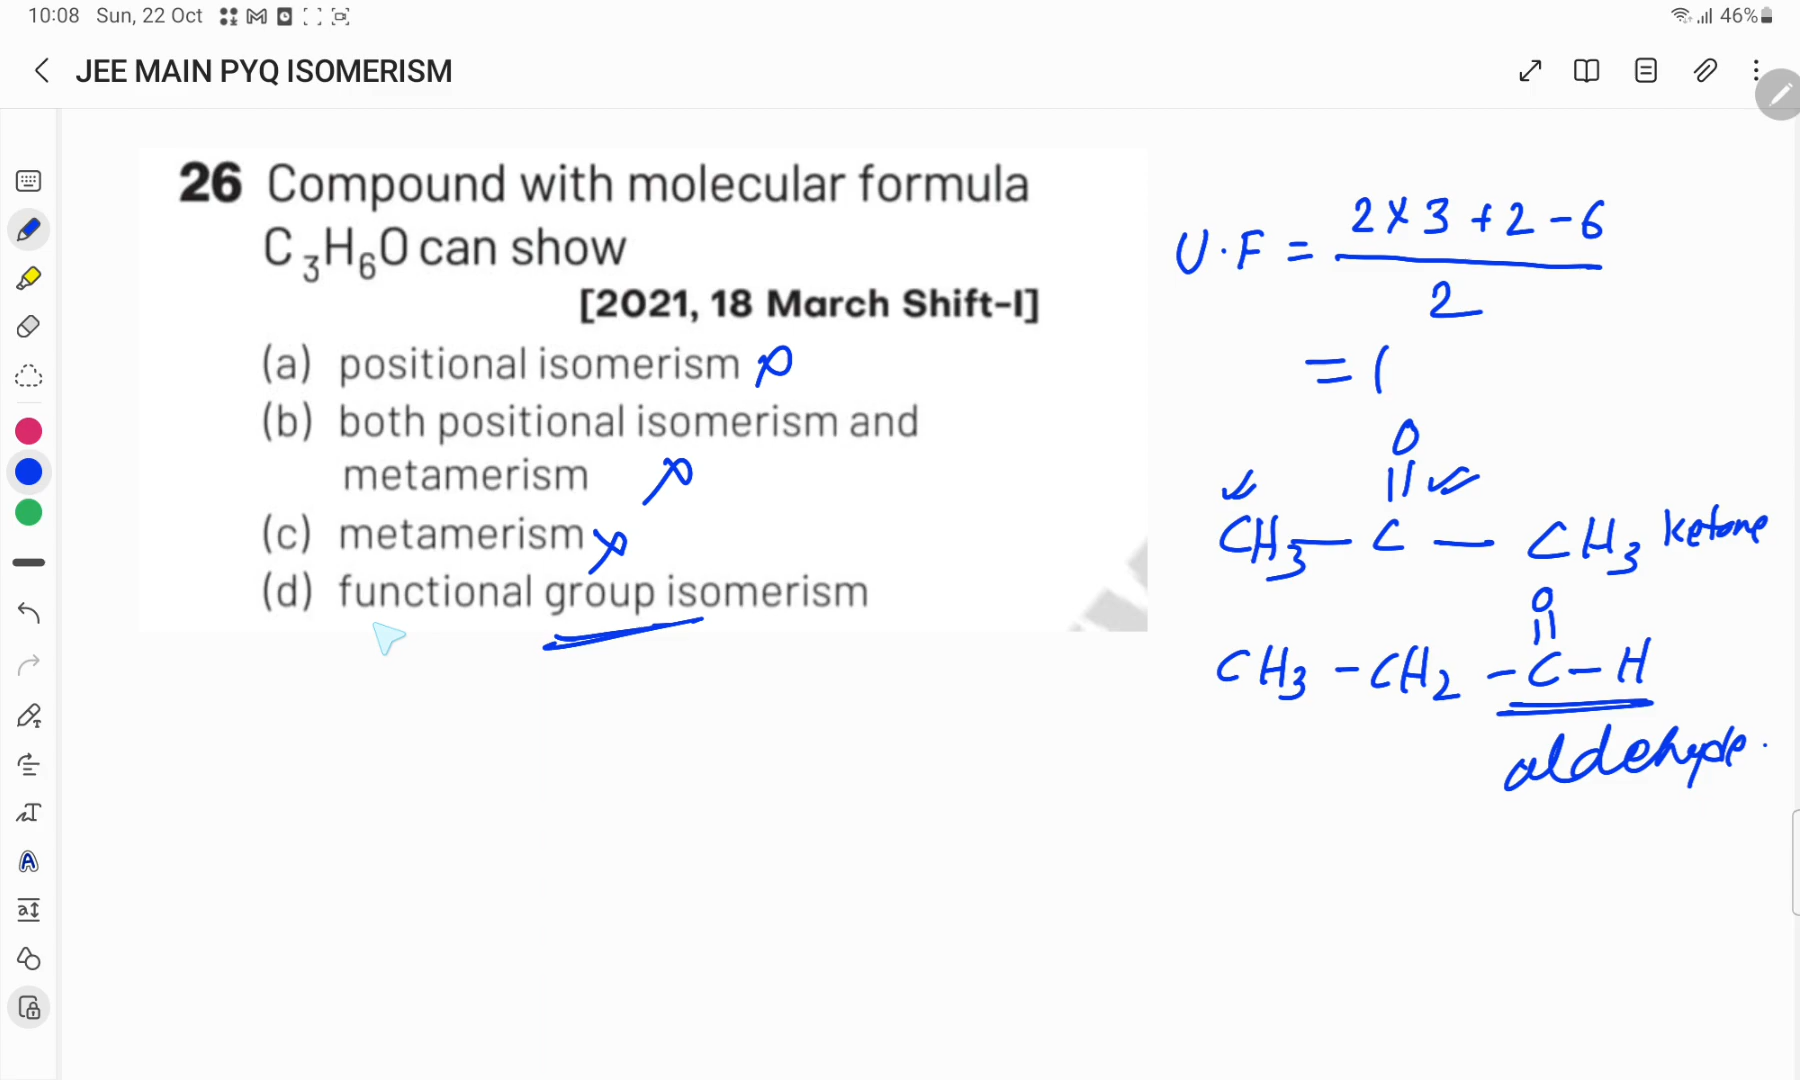 10:08 Sun, 22 Oct
46%
JEE MAIN PYQ ISOMERISM
26 Compound with molecular formula
C₃H₆O can show
[2021, 18 March Shift-I]
(a) positional isomerism
(b) both positional isomerism and
metamerism
(c) metamerism
(d) functional group isomerism
U.F = (2 × 3 + 2 - 6) / 2
= 1
O
||
CH₃ — C — CH₃ ketone
O
||
CH₃ - CH₂ - C - H
aldehyde.